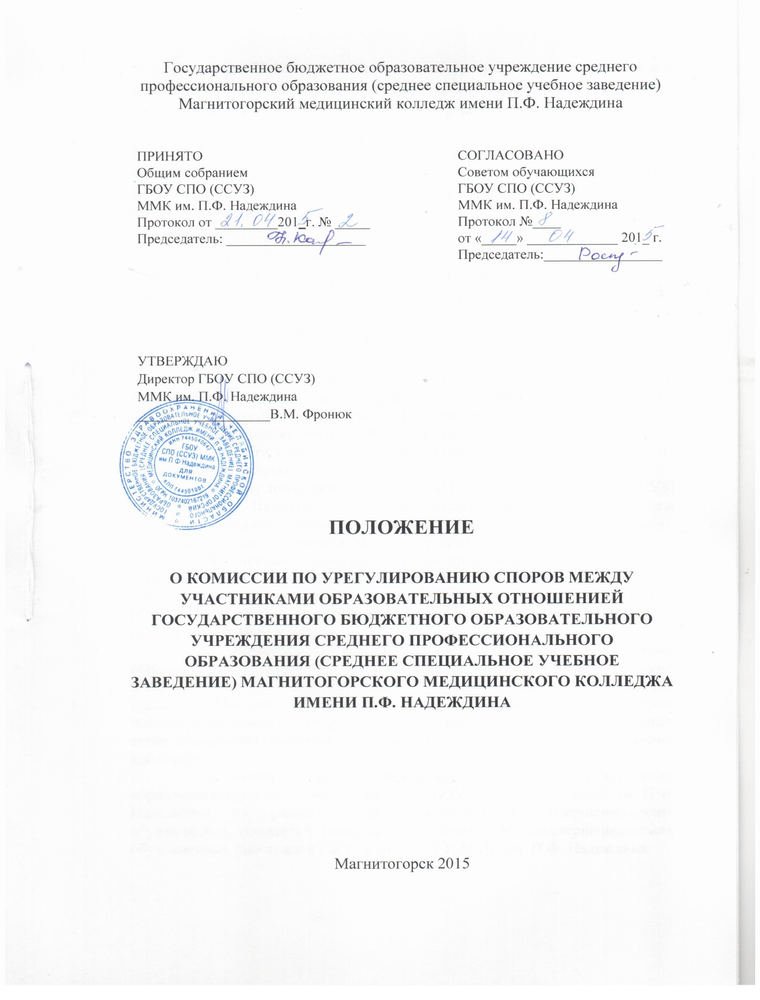 Государственное бюджетное образовательное учреждение среднего
профессионального образования (среднее специальное учебное заведение)
Магнитогорский медицинский колледж имени П.Ф. Надеждина
ПРИНЯТО
Общим собранием
ГБОУ СПО (ССУЗ)
ММК им. П.Ф. Надеждина
Протокол от 21.04 2015 г. № 2
Председатель:
СОГЛАСОВАНО
Советом обучающихся
ГБОУ СПО (ССУЗ)
ММК им. П.Ф. Надеждина
Протокол № 8
от «14» 04 2015 г.
Председатель:
УТВЕРЖДАЮ
Директор ГБОУ СПО (ССУЗ)
ММК им. П.Ф. Надеждина
В.М. Фронюк
МИНИСТЕРСТВО ЗДРАВООХРАНЕНИЯ ЧЕЛЯБИНСКОЙ ОБЛАСТИ
ГОСУДАРСТВЕННОЕ БЮДЖЕТНОЕ ОБРАЗОВАТЕЛЬНОЕ УЧРЕЖДЕНИЕ СРЕДНЕГО ПРОФЕССИОНАЛЬНОГО
ОБРАЗОВАНИЯ (СРЕДНЕЕ СПЕЦИАЛЬНОЕ УЧЕБНОЕ ЗАВЕДЕНИЕ) МАГНИТОГОРСКИЙ
МЕДИЦИНСКИЙ КОЛЛЕДЖ ИМЕНИ П Ф НАДЕЖДИНА
ОГРН 1037402167219
ИНН 7445040642
ГБОУ
СПО (ССУЗ) ММК
им П Ф Надеждина
ДЛЯ
ДОКУМЕНТОВ
КПП 744501001
ПОЛОЖЕНИЕ
О КОМИССИИ ПО УРЕГУЛИРОВАНИЮ СПОРОВ МЕЖДУ
УЧАСТНИКАМИ ОБРАЗОВАТЕЛЬНЫХ ОТНОШЕНИЕЙ
ГОСУДАРСТВЕННОГО БЮДЖЕТНОГО ОБРАЗОВАТЕЛЬНОГО
УЧРЕЖДЕНИЯ СРЕДНЕГО ПРОФЕССИОНАЛЬНОГО
ОБРАЗОВАНИЯ (СРЕДНЕЕ СПЕЦИАЛЬНОЕ УЧЕБНОЕ
ЗАВЕДЕНИЕ) МАГНИТОГОРСКОГО МЕДИЦИНСКОГО КОЛЛЕДЖА
ИМЕНИ П.Ф. НАДЕЖДИНА
Магнитогорск 2015